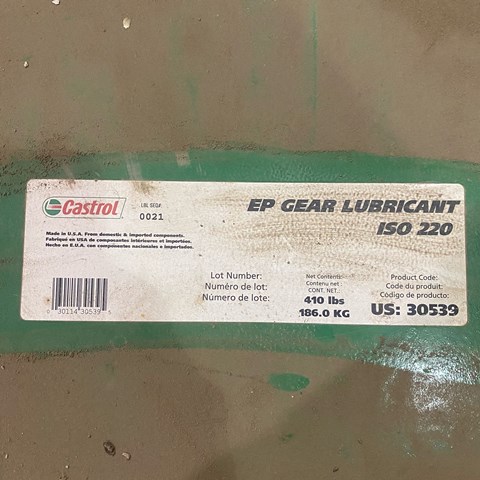 Castrol
LBL SEQ#
0021
EP GEAR LUBRICANT
ISO 220
Made in U.S.A. From domestic & imported components.
Fabriqué en USA de composantes intérieures et importées.
Hecho en E.U.A. con componentes nacionales e importados.
Lot Number:
Numéro de lot:
Número de lote:
Net Contents:
Contenu net
CONT. NET.
410 lbs
186.0 KG
Product Code:
Code du produit:
Código de producto:
US: 30539
0 30114 30539 5